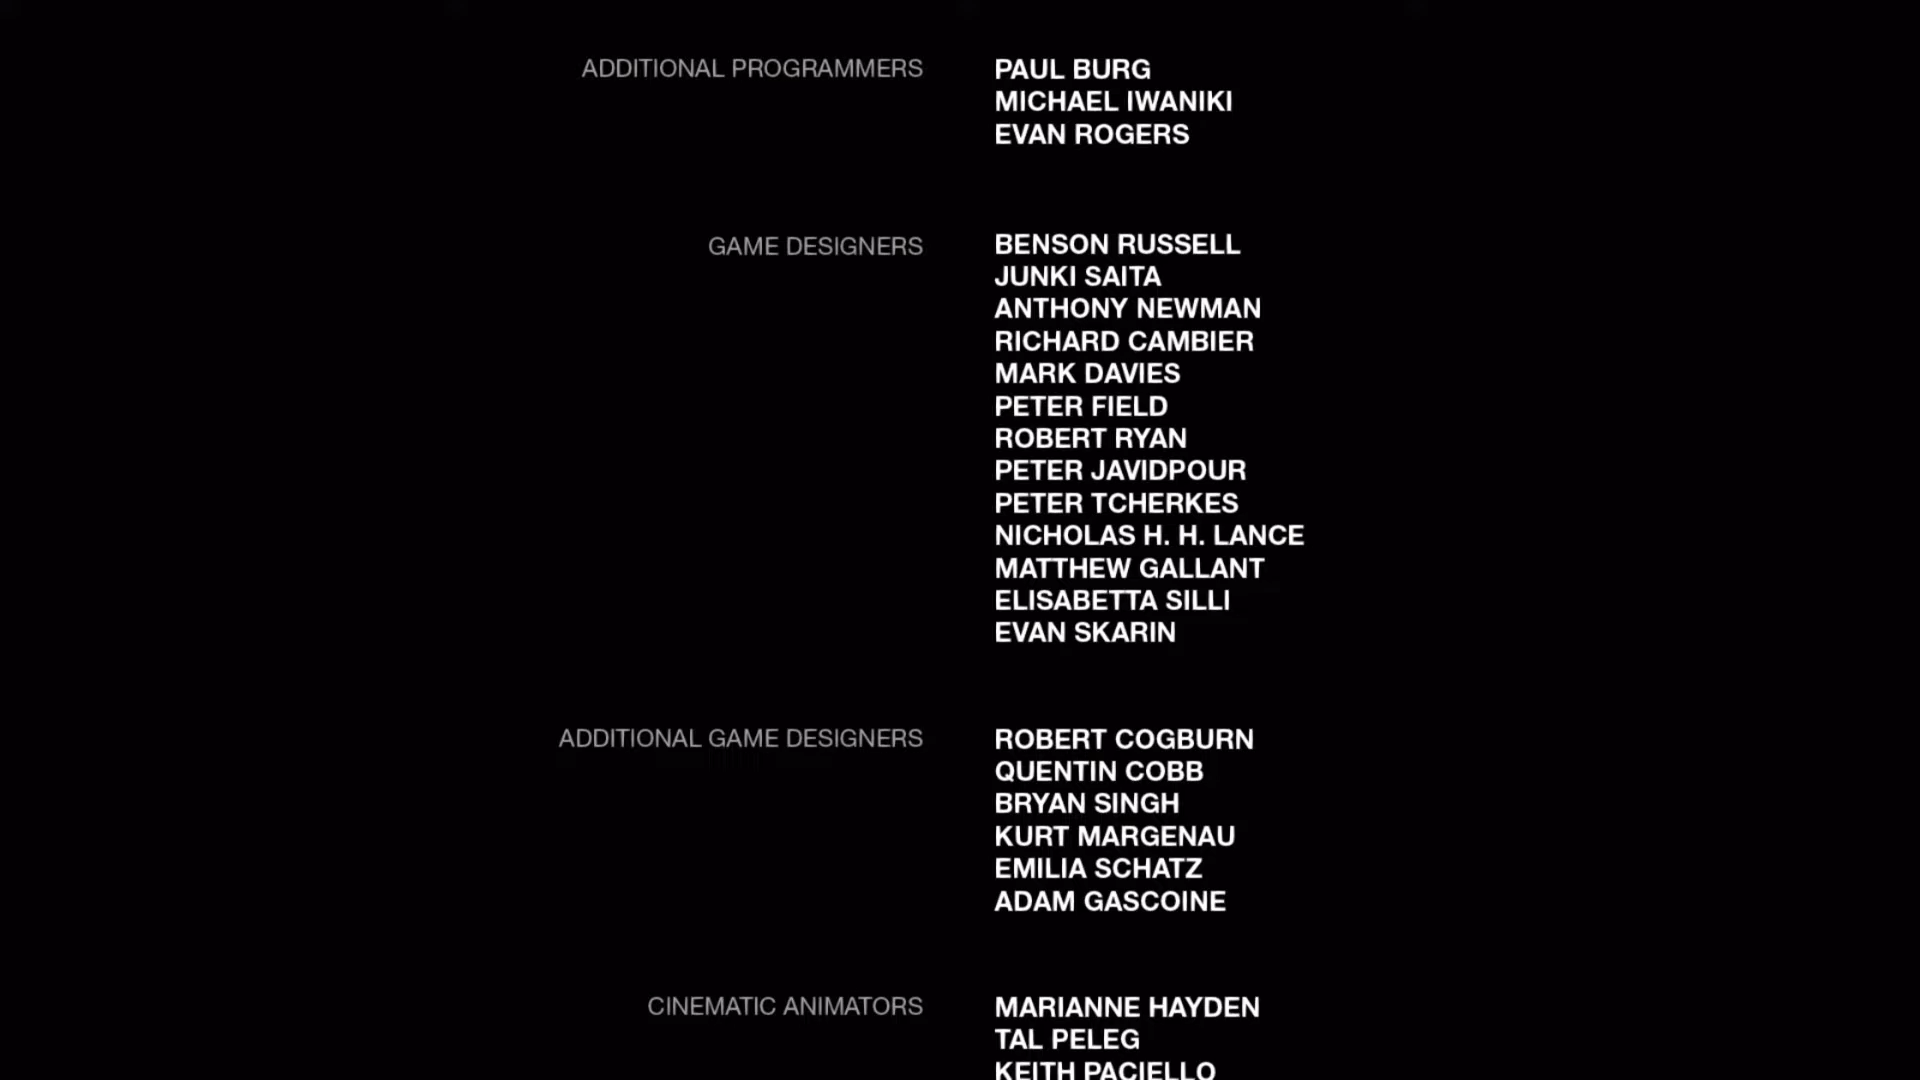 ADDITIONAL PROGRAMMERS PAUL BURG
MICHAEL IWANIKI
EVAN ROGERS
GAME DESIGNERS BENSON RUSSELL
JUNKI SAITA
ANTHONY NEWMAN
RICHARD CAMBIER
MARK DAVIES
PETER FIELD
ROBERT RYAN
PETER JAVIDPOUR
PETER TCHERKES
NICHOLAS H. H. LANCE
MATTHEW GALLANT
ELISABETTA SILLI
EVAN SKARIN
ADDITIONAL GAME DESIGNERS ROBERT COGBURN
QUENTIN COBB
BRYAN SINGH
KURT MARGENAU
EMILIA SCHATZ
ADAM GASCOINE
CINEMATIC ANIMATORS MARIANNE HAYDEN
TAL PELEG
KEITH PACIELLO